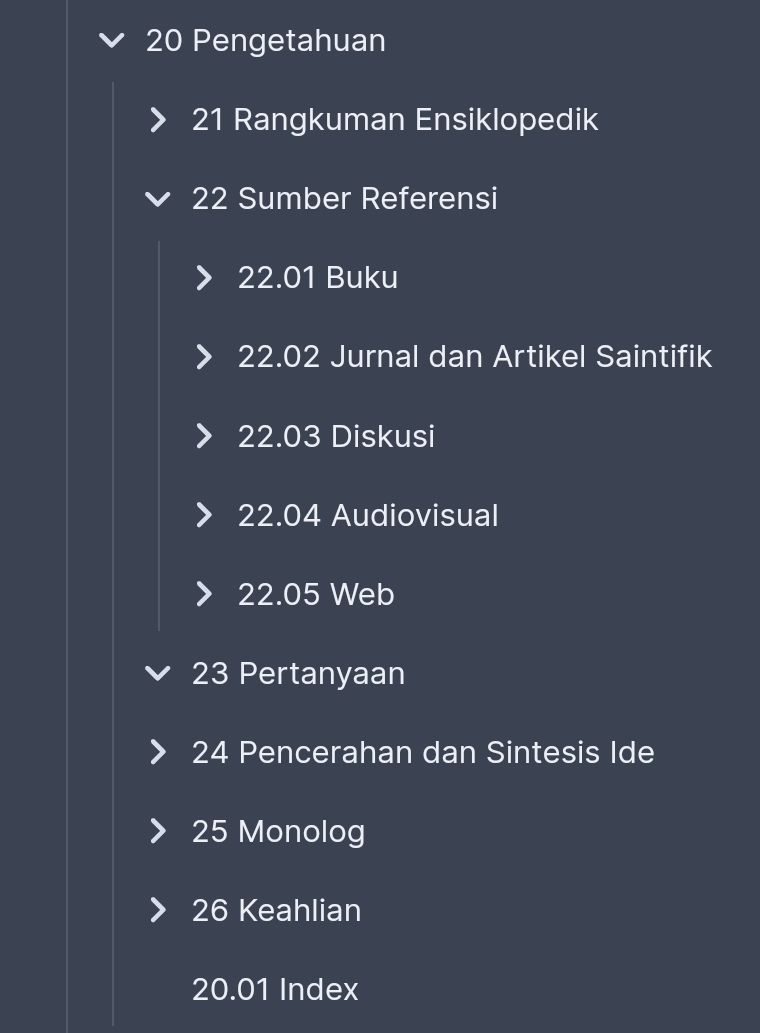 20 Pengetahuan
21 Rangkuman Ensiklopedik
22 Sumber Referensi
22.01 Buku
22.02 Jurnal dan Artikel Saintifik
22.03 Diskusi
22.04 Audiovisual
22.05 Web
23 Pertanyaan
24 Pencerahan dan Sintesis Ide
25 Monolog
26 Keahlian
20.01 Index